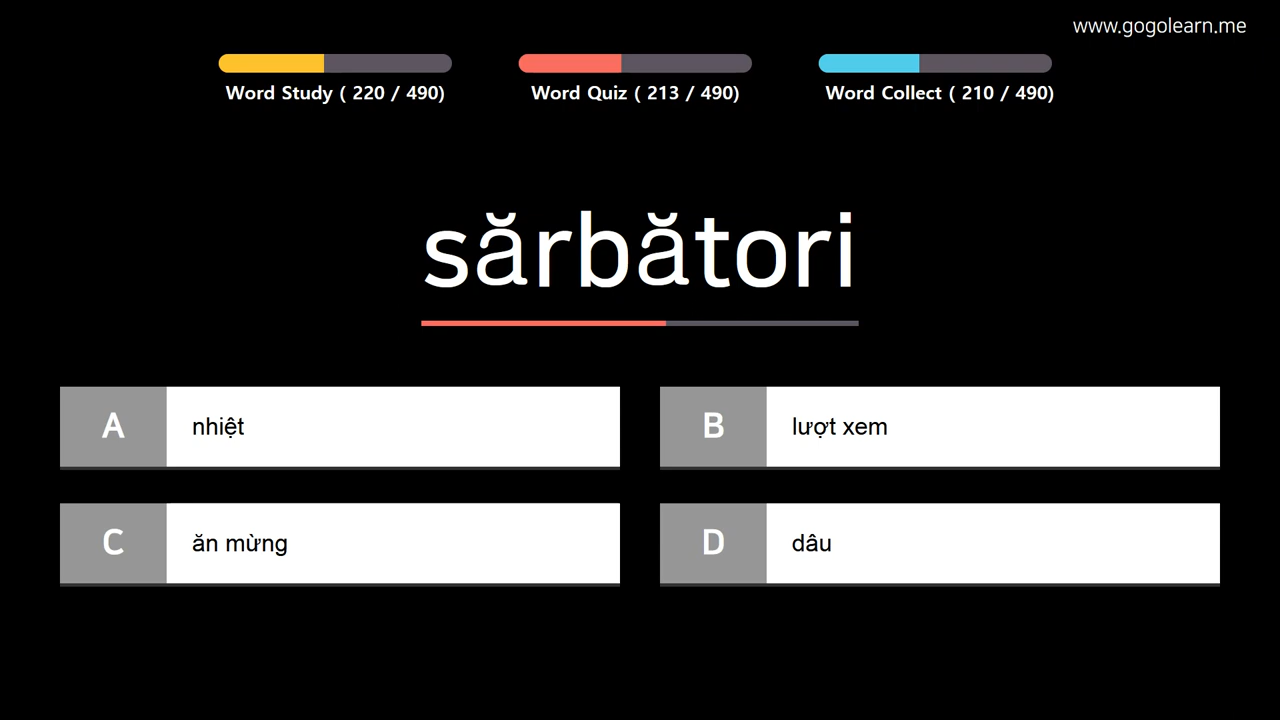 www.gogolearn.me
Word Study ( 220 / 490)
Word Quiz ( 213 / 490)
Word Collect ( 210 / 490)
sărbători
A nhiệt
B lượt xem
C ăn mừng
D dâu